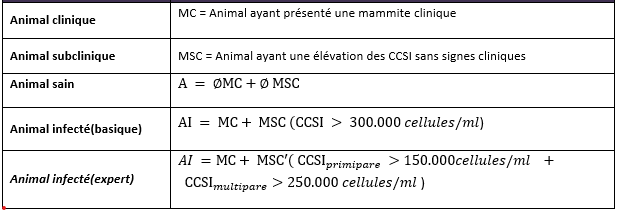 Animal clinique
MC = Animal ayant présenté une mammite clinique
Animal subclinique
MSC = Animal ayant une élévation des CCSI sans signes cliniques
Animal sain
A = ØMC + Ø MSC
Animal infecté(basique)
AI = MC + MSC (CCSI > 300.000 cellules/ml)
Animal infecté(expert)
AI = MC + MSC′( CCSIprimipare > 150.000cellules/ml +
CCSImultipare > 250.000 cellules/ml )